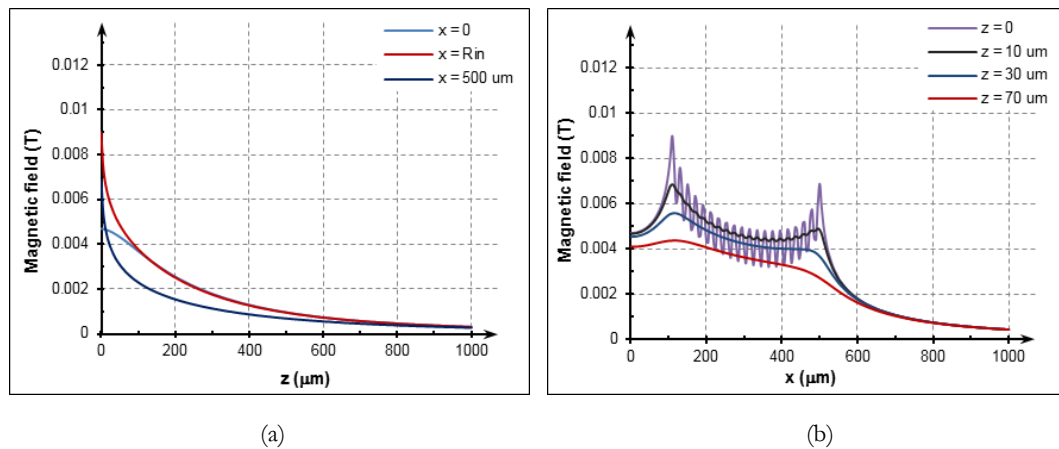 x = 0
x = Rin
x = 500 um
0.012
0.01
0.008
0.006
0.004
0.002
0
0 200 400 600 800 1000
Magnetic field (T)
z (μm)
(a)
z = 0
z = 10 um
z = 30 um
z = 70 um
0.012
0.01
0.008
0.006
0.004
0.002
0
0 200 400 600 800 1000
Magnetic field (T)
x (μm)
(b)